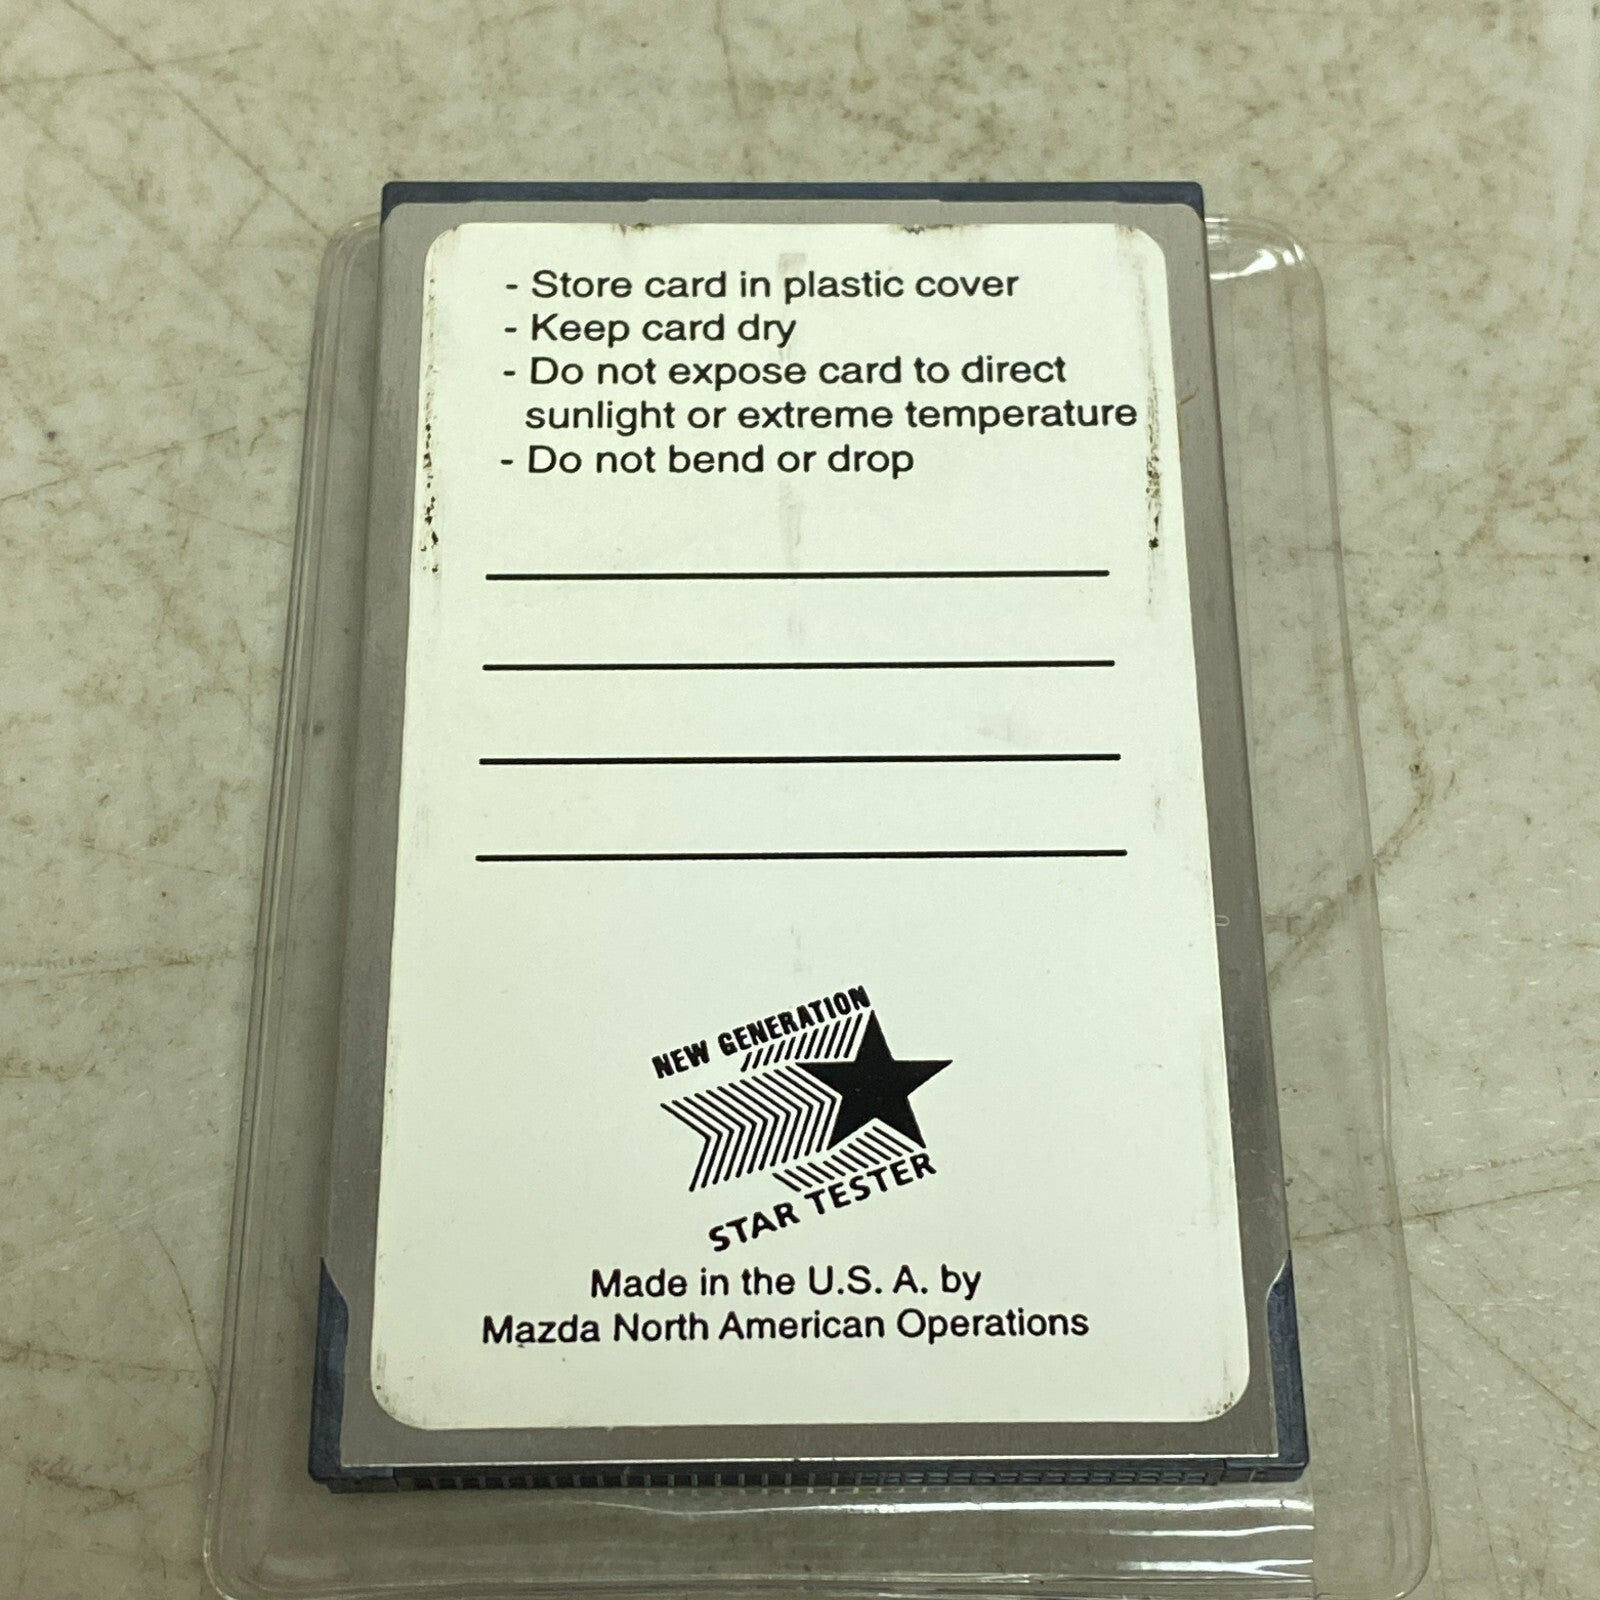 - Store card in plastic cover
- Keep card dry
- Do not expose card to direct
sunlight or extreme temperature
- Do not bend or drop
NEW GENERATION
STAR TESTER
Made in the U.S. A. by
Mazda North American Operations